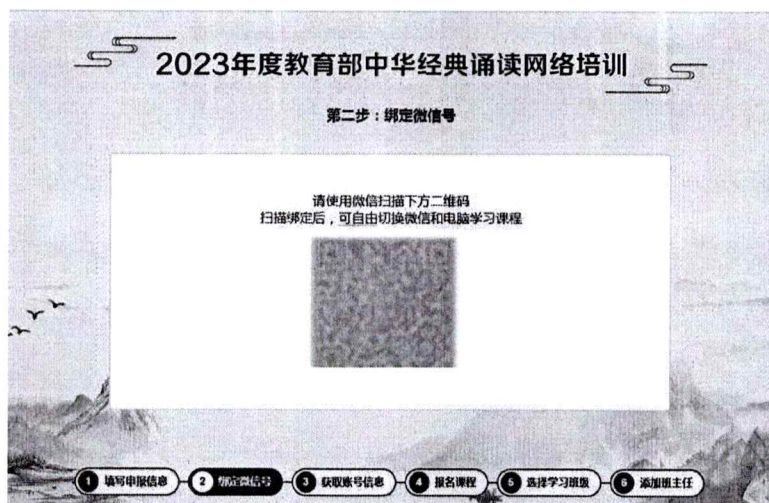 2023年度教育部中华经典诵读网络培训
第二步：绑定微信号
请使用微信扫描下方二维码
扫描绑定后，可自由切换微信和电脑学习课程
1 填写申报信息 2 绑定微信号 3 获取账号信息 4 报名课程 5 选择学习班级 6 添加班主任